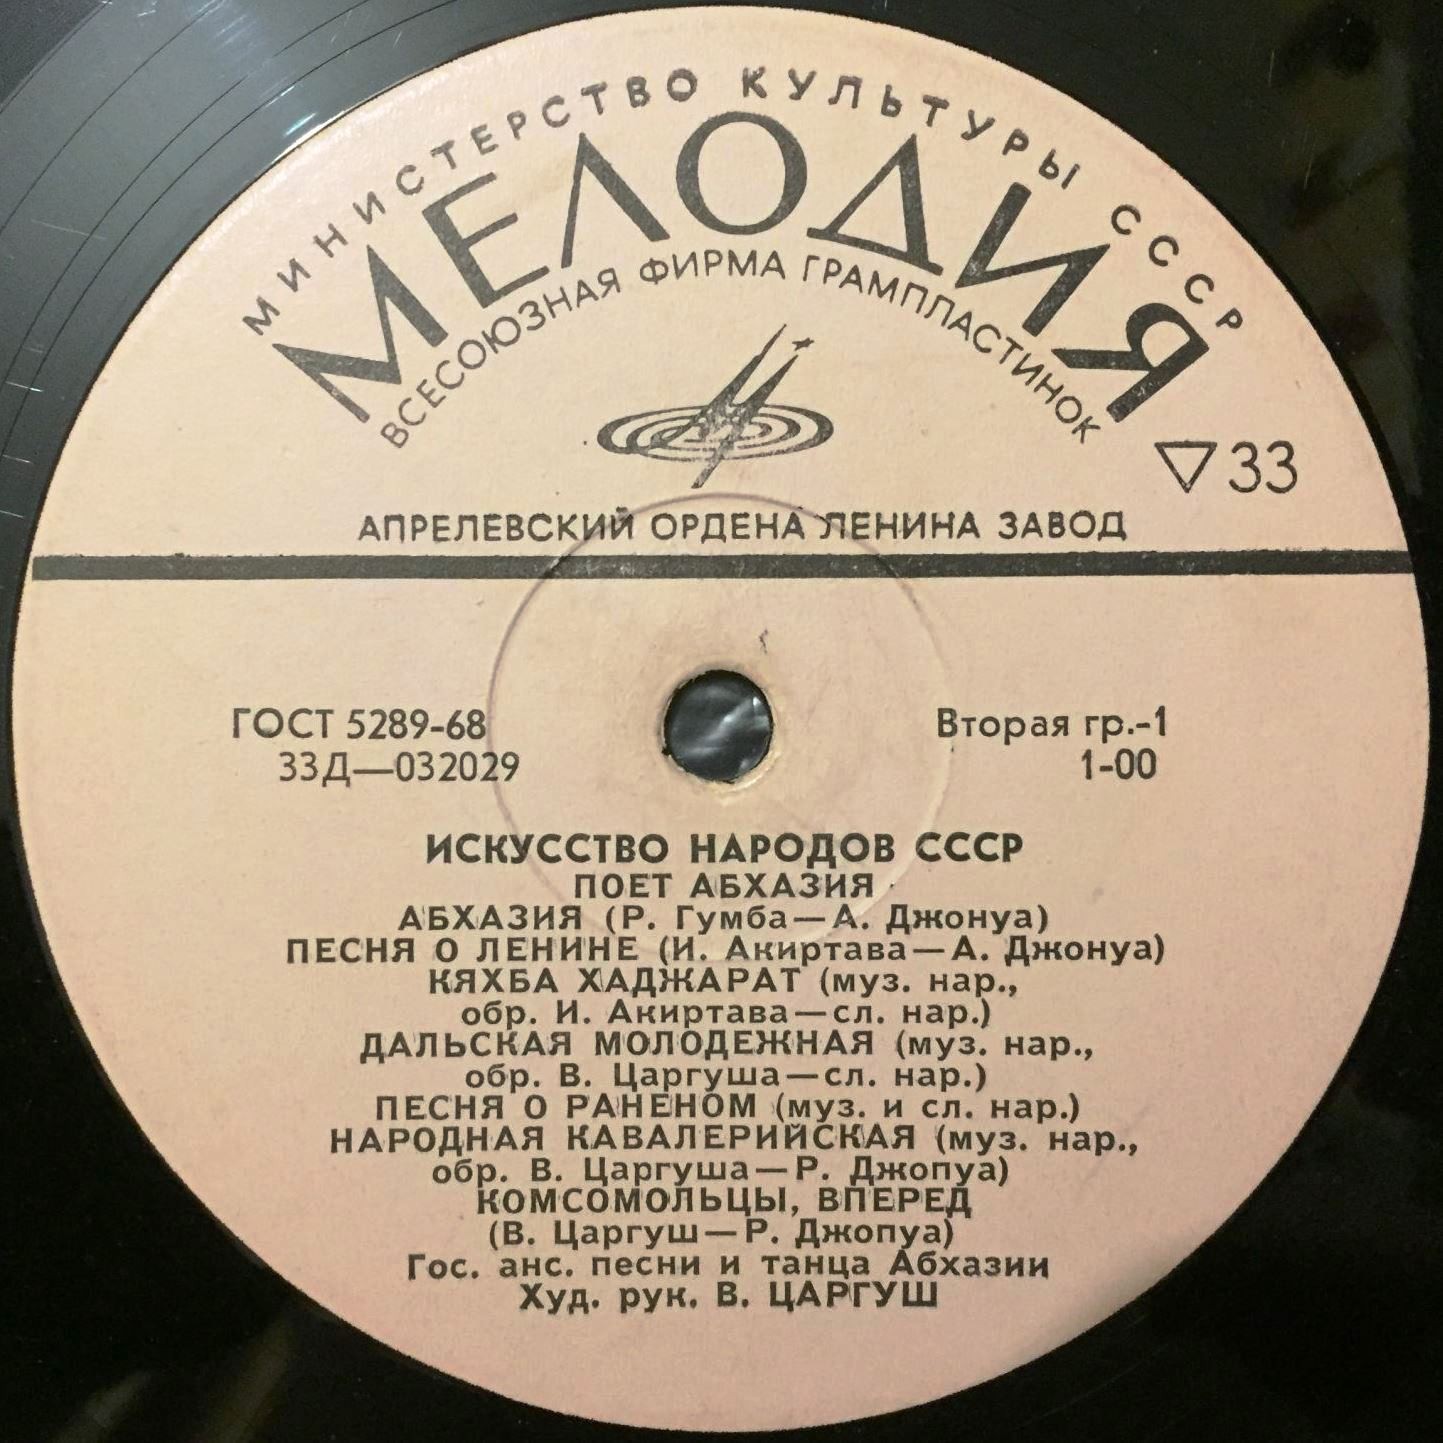 МИНИСТЕРСТВО КУЛЬТУРЫ СССР
МЕЛОДИЯ
ВСЕСОЮЗНАЯ ФИРМА ГРАМПЛАСТИНОК
33
АПРЕЛЕВСКИЙ ОРДЕНА ЛЕНИНА ЗАВОД
ГОСТ 5289-68
33Д—032029
Вторая гр.-1
1-00
ИСКУССТВО НАРОДОВ СССР
ПОЕТ АБХАЗИЯ
АБХАЗИЯ (Р. Гумба—А. Джонуа)
ПЕСНЯ О ЛЕНИНЕ (И. Акиртава—А. Джонуа)
КЯХБА ХАДЖАРАТ (муз. нар.,
обр. И. Акиртава—сл. нар.)
ДАЛЬСКАЯ МОЛОДЕЖНАЯ (муз. нар.,
обр. В. Царгуша—сл. нар.)
ПЕСНЯ О РАНЕНОМ (муз. и сл. нар.)
НАРОДНАЯ КАВАЛЕРИЙСКАЯ (муз. нар.,
обр. В. Царгуша—Р. Джопуа)
КОМСОМОЛЬЦЫ, ВПЕРЕД
(В. Царгуш—Р. Джопуа)
Гос. анс. песни и танца Абхазии
Худ. рук. В. ЦАРГУШ